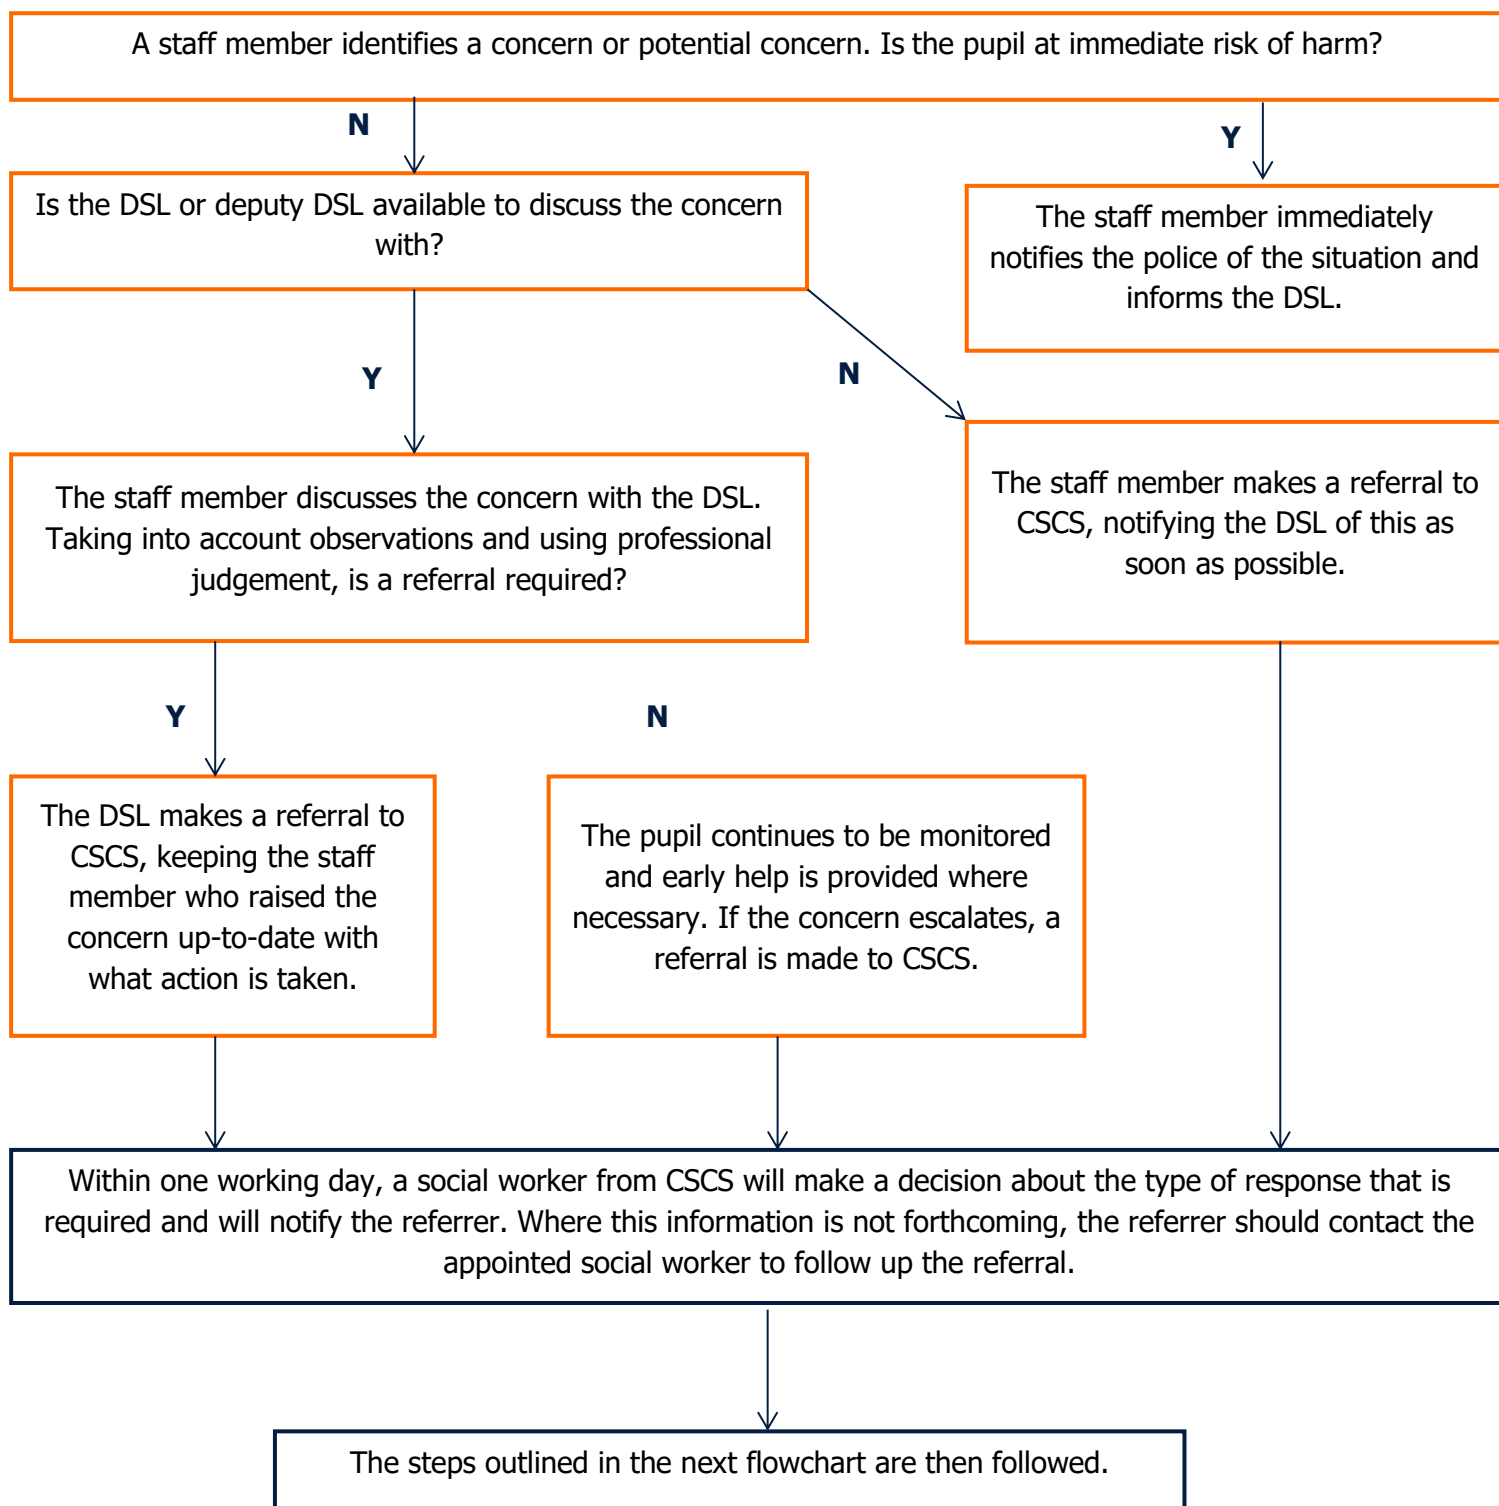 A staff member identifies a concern or potential concern. Is the pupil at immediate risk of harm?
N
Y
Is the DSL or deputy DSL available to discuss the concern
with?
The staff member immediately
notifies the police of the situation and
informs the DSL.
Y
N
The staff member discusses the concern with the DSL.
Taking into account observations and using professional
judgement, is a referral required?
The staff member makes a referral to
CSCS, notifying the DSL of this as
soon as possible.
Y
N
The DSL makes a referral to
CSCS, keeping the staff
member who raised the
concern up-to-date with
what action is taken.
The pupil continues to be monitored
and early help is provided where
necessary. If the concern escalates, a
referral is made to CSCS.
Within one working day, a social worker from CSCS will make a decision about the type of response that is
required and will notify the referrer. Where this information is not forthcoming, the referrer should contact the
appointed social worker to follow up the referral.
The steps outlined in the next flowchart are then followed.